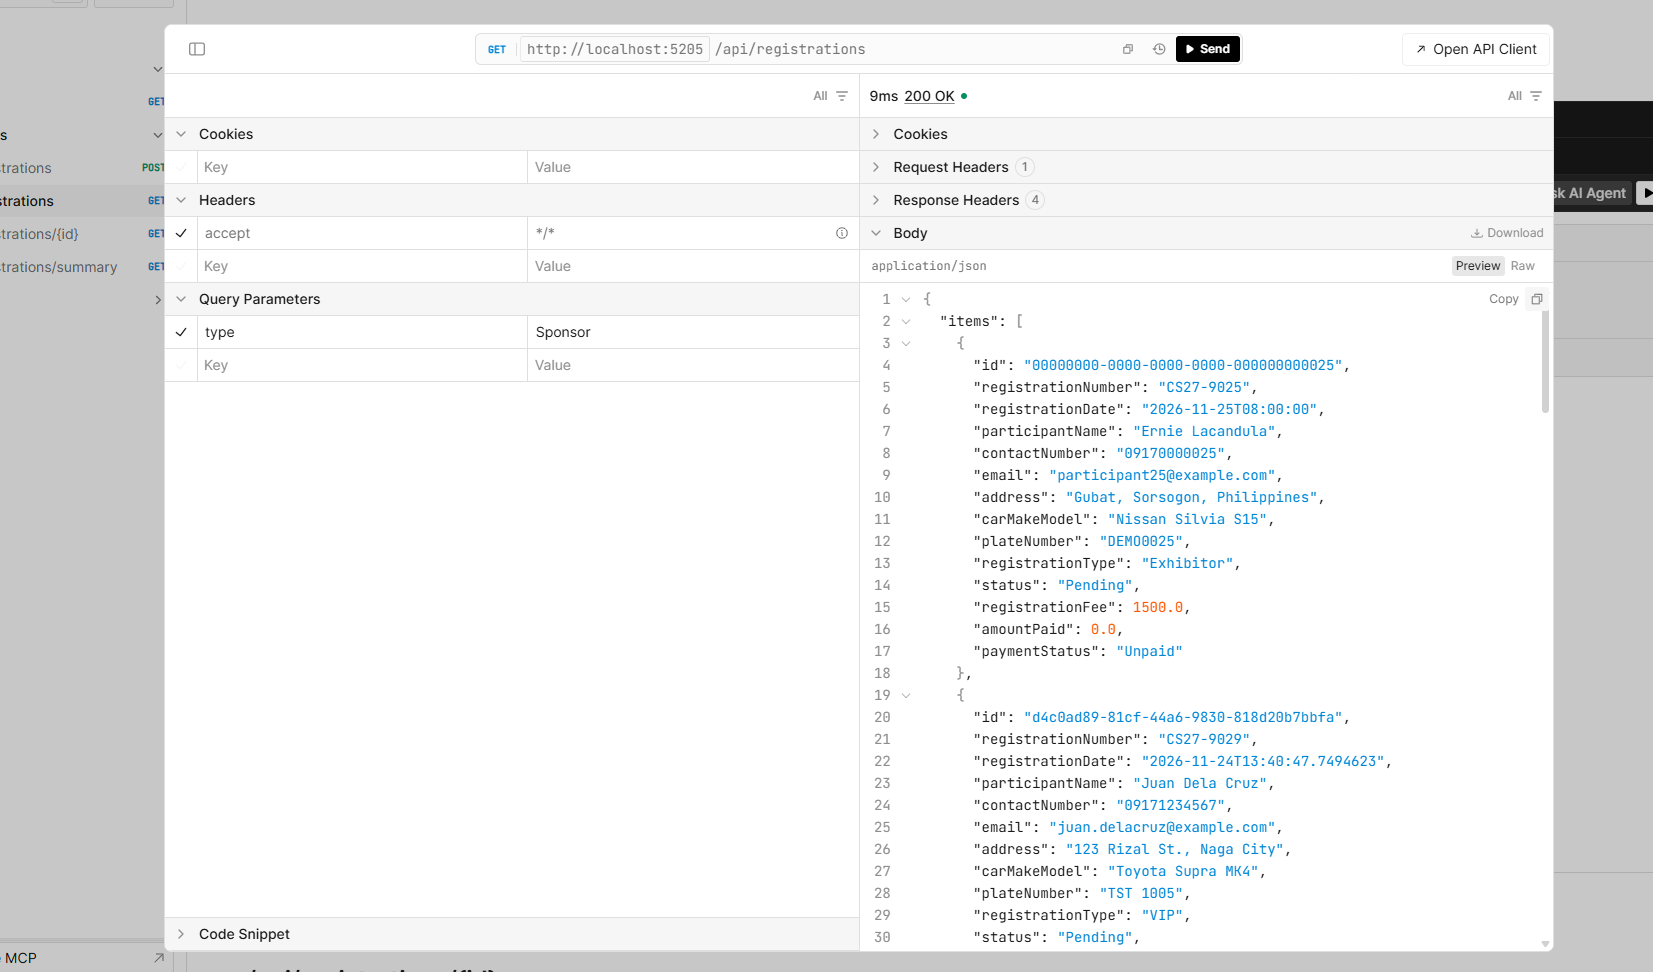 GET http://localhost:5205 /api/registrations Send
Open API Client
All
Cookies
Key Value
Headers
accept */*
Key Value
Query Parameters
type Sponsor
Key Value
Code Snippet
9ms 200 OK
All
Cookies
Request Headers 1
Response Headers 4
Body
Download
application/json
Preview Raw
Copy
1 {
2 "items": [
3 {
4 "id": "00000000-0000-0000-0000-000000000025",
5 "registrationNumber": "CS27-9025",
6 "registrationDate": "2026-11-25T08:00:00",
7 "participantName": "Ernie Lacandula",
8 "contactNumber": "09170000025",
9 "email": "participant25@example.com",
10 "address": "Gubat, Sorsogon, Philippines",
11 "carMakeModel": "Nissan Silvia S15",
12 "plateNumber": "DEMO0025",
13 "registrationType": "Exhibitor",
14 "status": "Pending",
15 "registrationFee": 1500.0,
16 "amountPaid": 0.0,
17 "paymentStatus": "Unpaid"
18 },
19 {
20 "id": "d4c0ad89-81cf-44a6-9830-818d20b7bbfa",
21 "registrationNumber": "CS27-9029",
22 "registrationDate": "2026-11-24T13:40:47.7494623",
23 "participantName": "Juan Dela Cruz",
24 "contactNumber": "09171234567",
25 "email": "juan.delacruz@example.com",
26 "address": "123 Rizal St., Naga City",
27 "carMakeModel": "Toyota Supra MK4",
28 "plateNumber": "TST 1005",
29 "registrationType": "VIP",
30 "status": "Pending",
GET
s
trations POST
strations GET
trations/{id} GET
strations/summary GET
MCP
sk AI Agent